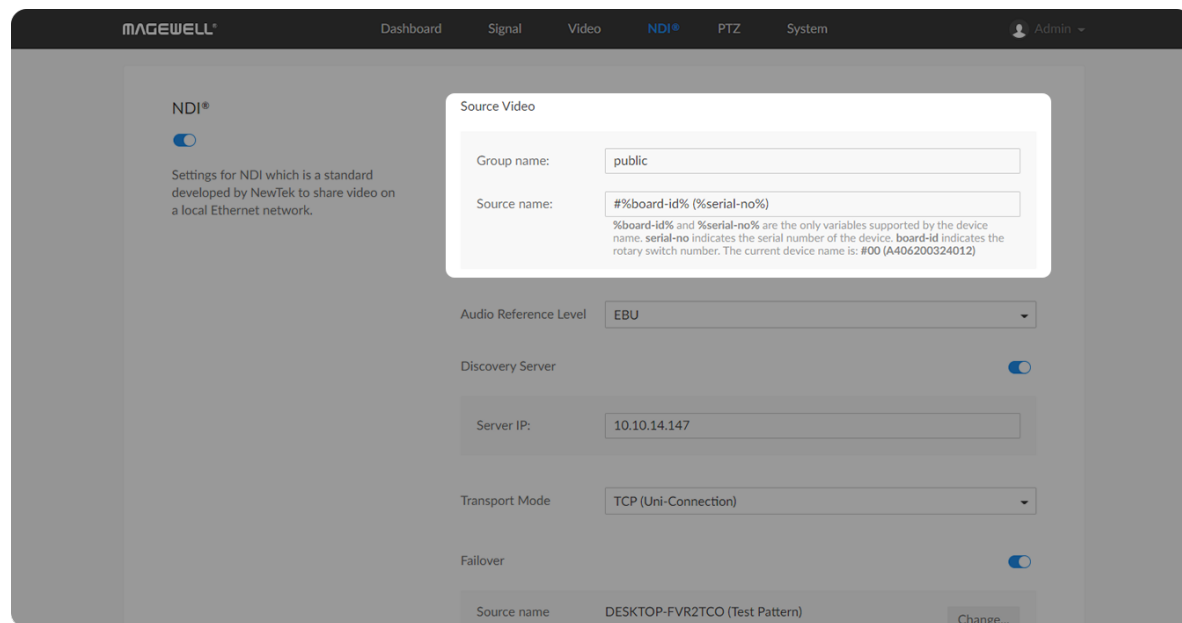 MAGEWELL®
Dashboard Signal Video NDI® PTZ System Admin
NDI®
Settings for NDI which is a standard
developed by NewTek to share video on
a local Ethernet network.
Source Video
Group name: public
Source name: #%board-id% (%serial-no%)
%board-id% and %serial-no% are the only variables supported by the device
name. serial-no indicates the serial number of the device. board-id indicates the
rotary switch number. The current device name is: #00 (A406200324012)
Audio Reference Level EBU
Discovery Server
Server IP: 10.10.14.147
Transport Mode TCP (Uni-Connection)
Failover
Source name DESKTOP-FVR2TCO (Test Pattern) Change...